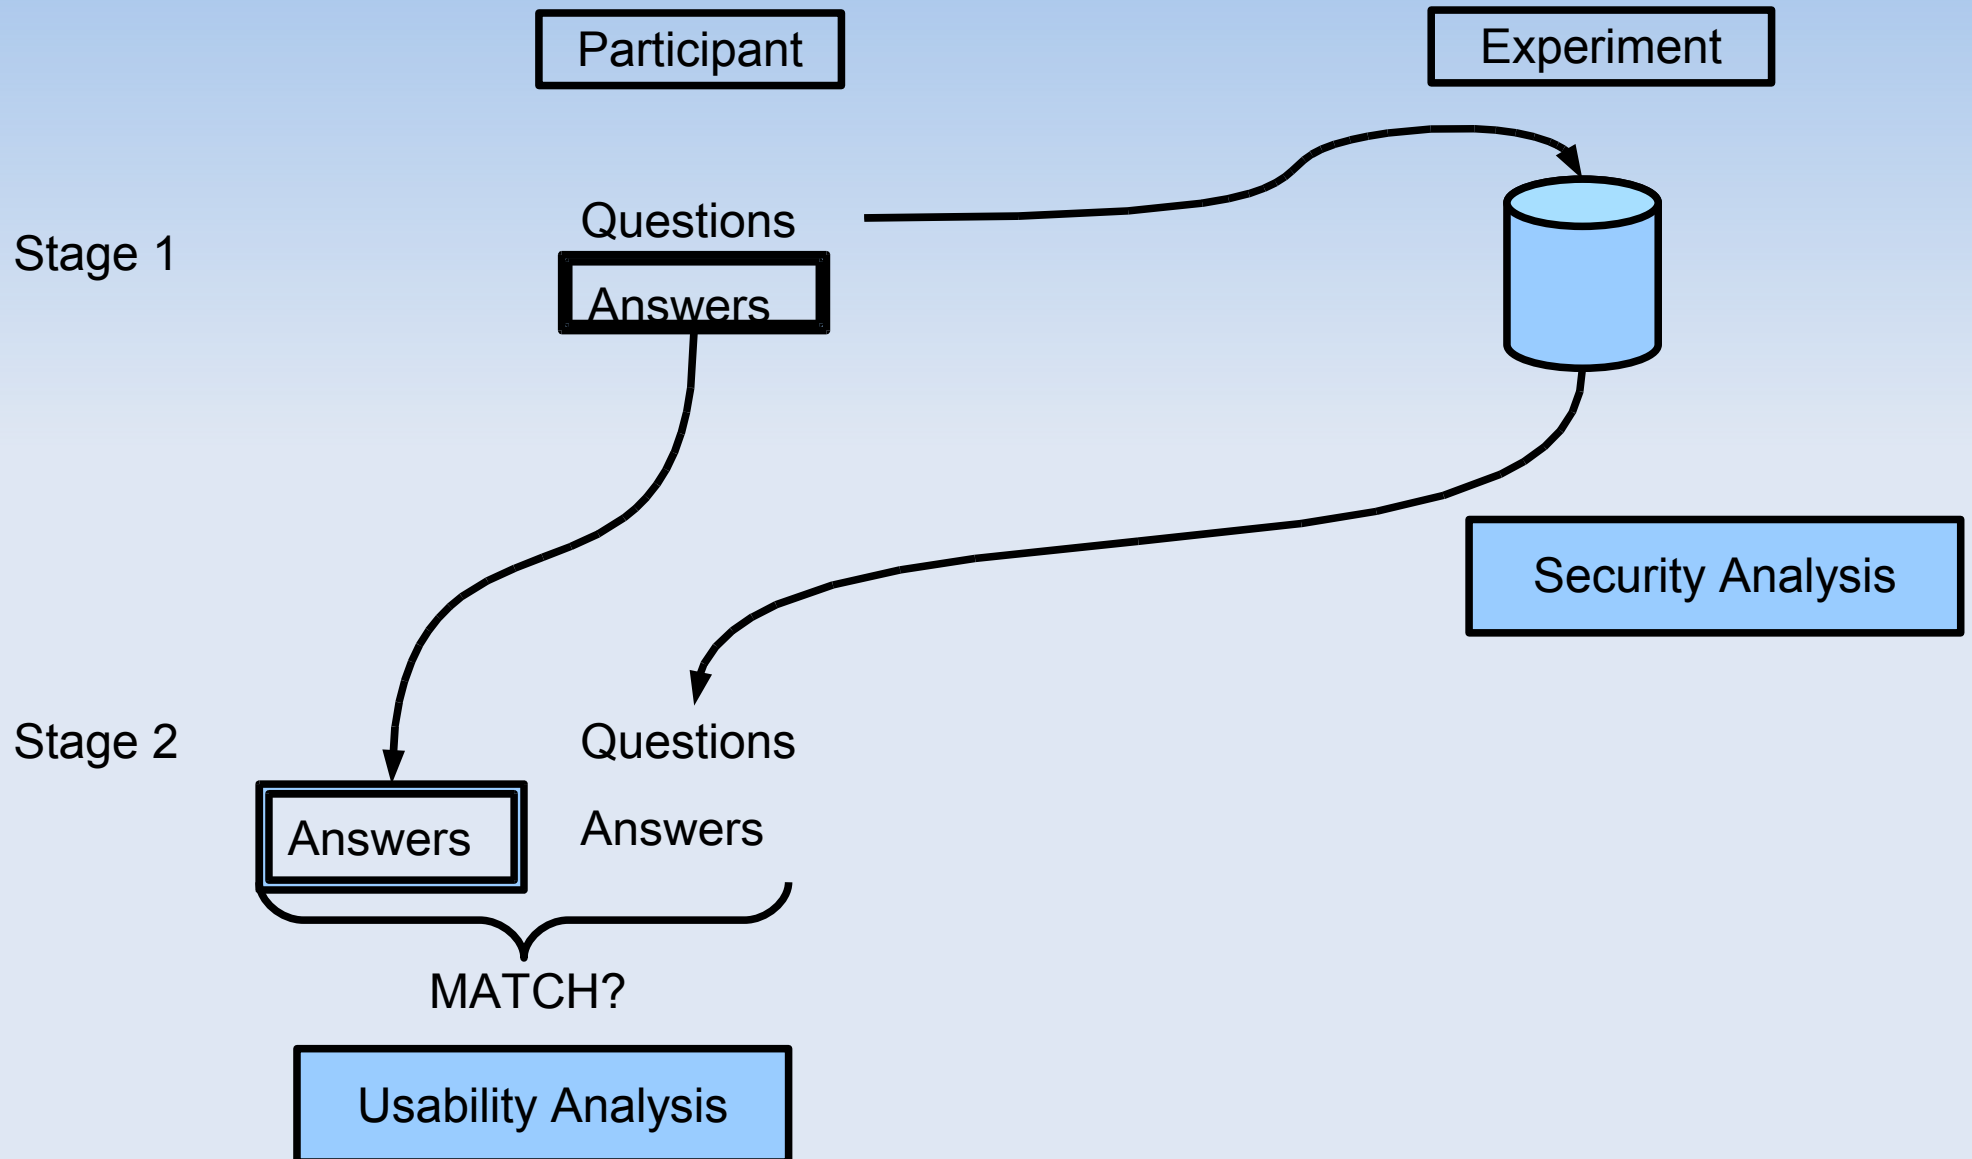 Participant
Experiment
Questions
Stage 1
Answers
Security Analysis
Stage 2
Questions
Answers
Answers
MATCH?
Usability Analysis